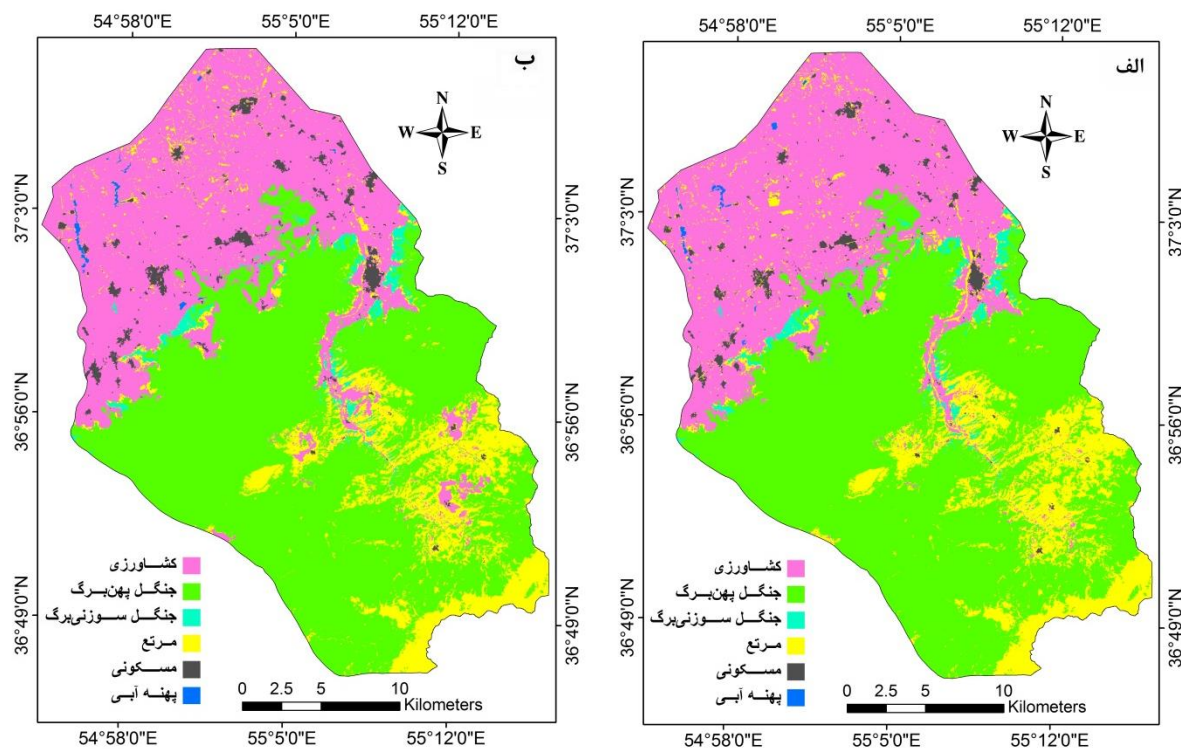 54°58'0"E 55°5'0"E 55°12'0"E
ب
N
W E
S
37°3'0"N
37°3'0"N
36°56'0"N
36°56'0"N
36°49'0"N
36°49'0"N
کشاورزی
جنگل پهن‌برگ
جنگل سوزنی‌برگ
مرتع
مسکونی
پهنه آبی
0 2.5 5 10
Kilometers
54°58'0"E 55°5'0"E 55°12'0"E
54°58'0"E 55°5'0"E 55°12'0"E
الف
N
W E
S
37°3'0"N
37°3'0"N
36°56'0"N
36°56'0"N
36°49'0"N
36°49'0"N
کشاورزی
جنگل پهن‌برگ
جنگل سوزنی‌برگ
مرتع
مسکونی
پهنه آبی
0 2.5 5 10
Kilometers
54°58'0"E 55°5'0"E 55°12'0"E